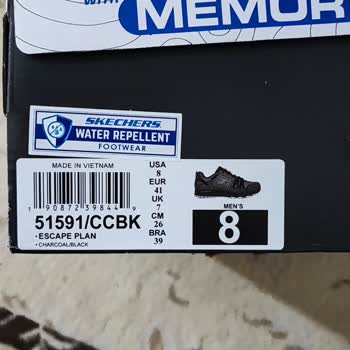 WITH
MEMOR
SKECHERS
WATER REPELLENT
FOOTWEAR
MADE IN VIETNAM
1 90872 39844 9
51591/CCBK
• ESCAPE PLAN
• CHARCOAL/BLACK
USA
8
EUR
41
UK
7
CM
26
BRA
39
MEN'S
8